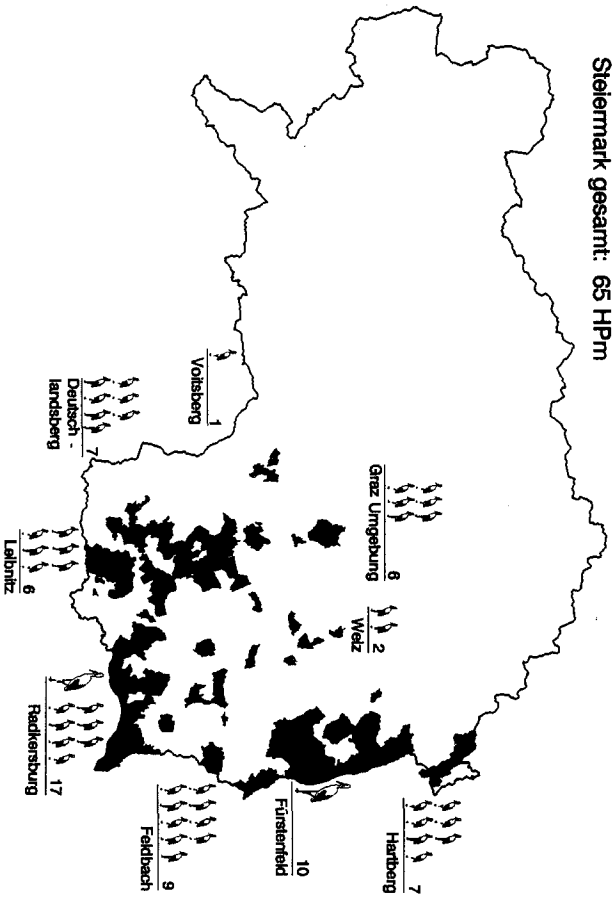 Steiermark gesamt: 65 HPm
Hartberg 7
Fürstenfeld 10
Feldbach 9
Radkersburg 17
Weiz 2
Graz Umgebung 6
Leibnitz 6
Voitsberg 1
Deutsch -
landsberg 7